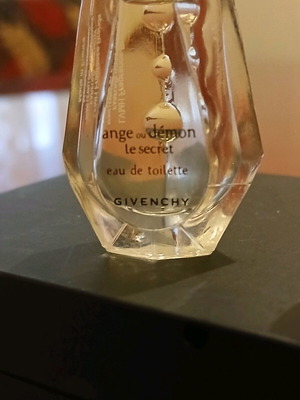 ange ou démon
le secret
eau de toilette
GIVENCHY